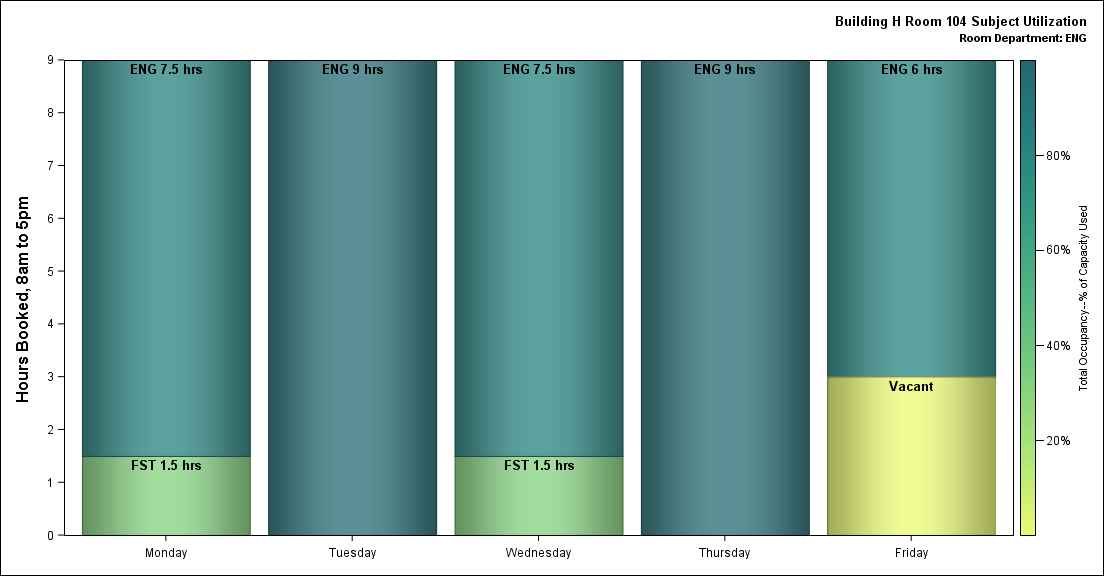 Building H Room 104 Subject Utilization
Room Department: ENG
Hours Booked, 8am to 5pm
9
8
7
6
5
4
3
2
1
0
ENG 7.5 hrs
FST 1.5 hrs
ENG 9 hrs
ENG 7.5 hrs
FST 1.5 hrs
ENG 9 hrs
ENG 6 hrs
Vacant
Monday
Tuesday
Wednesday
Thursday
Friday
80%
60%
40%
20%
Total Occupancy--% of Capacity Used